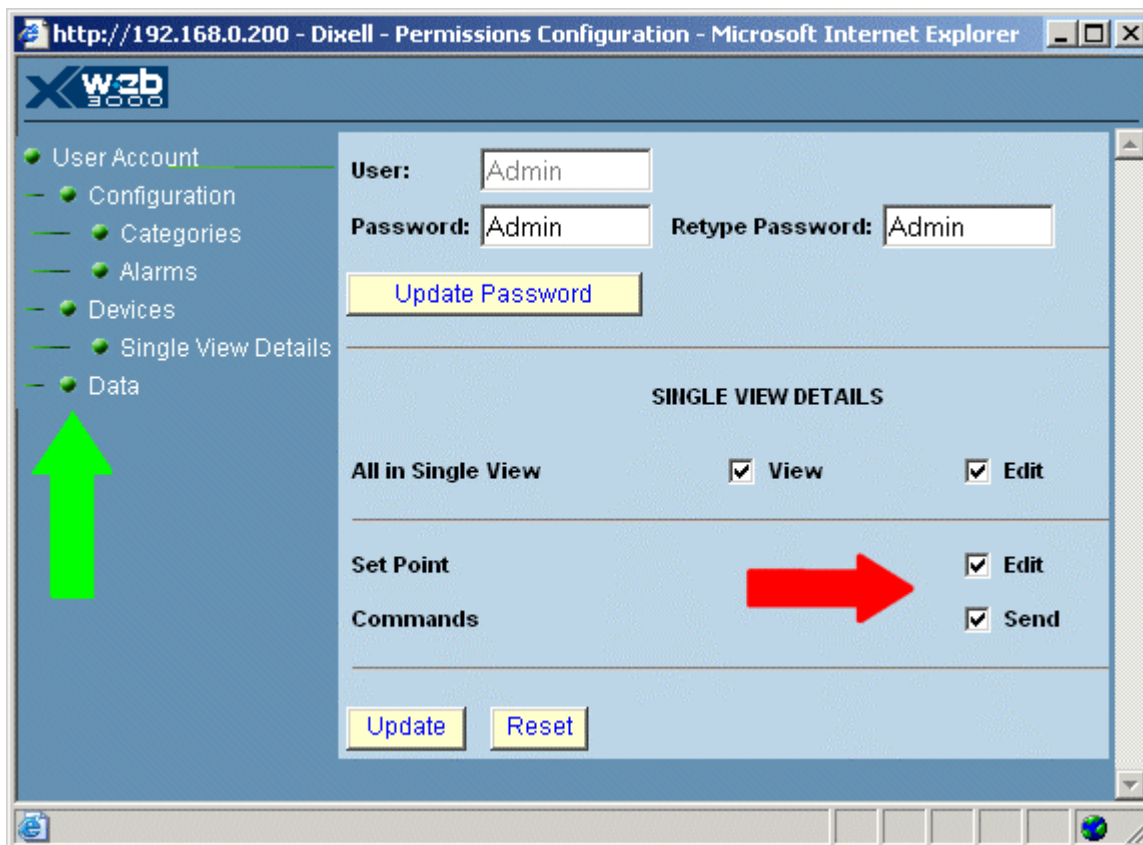 http://192.168.0.200 - Dixell - Permissions Configuration - Microsoft Internet Explorer
Xweb
3000
User Account
Configuration
Categories
Alarms
Devices
Single View Details
Data
User: Admin
Password: Admin Retype Password: Admin
Update Password
SINGLE VIEW DETAILS
All in Single View View Edit
Set Point Edit
Commands Send
Update Reset